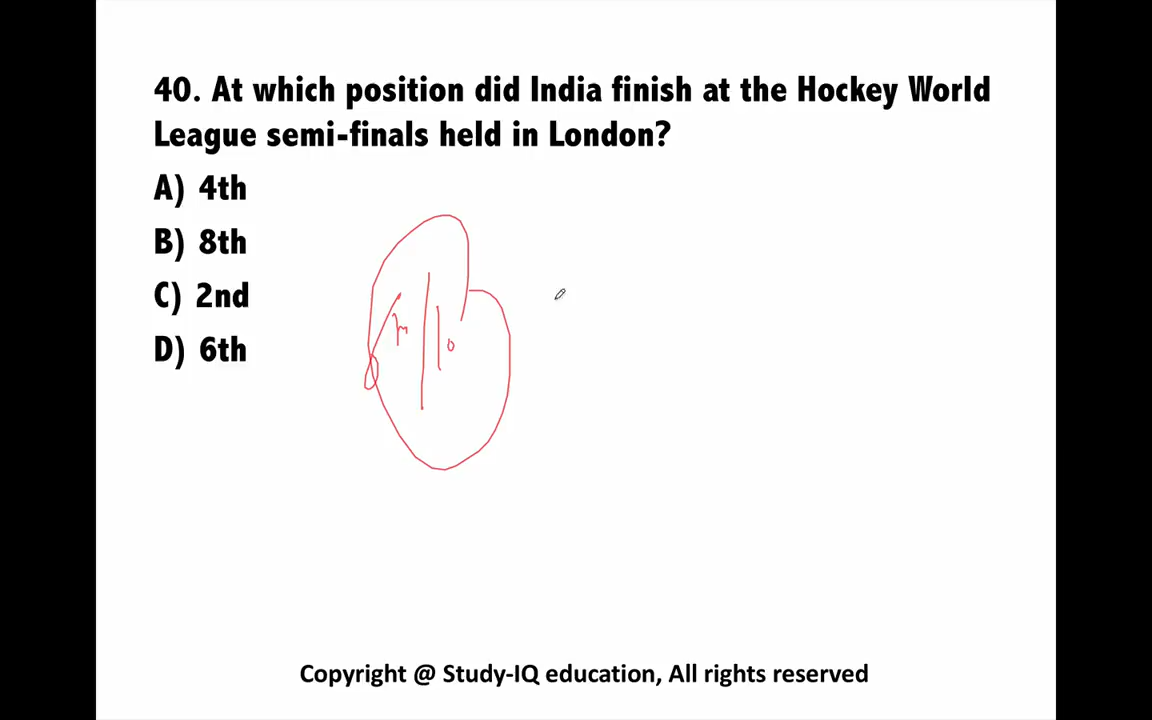 40. At which position did India finish at the Hockey World
League semi-finals held in London?
A) 4th
B) 8th
C) 2nd
D) 6th
Copyright @ Study-IQ education, All rights reserved